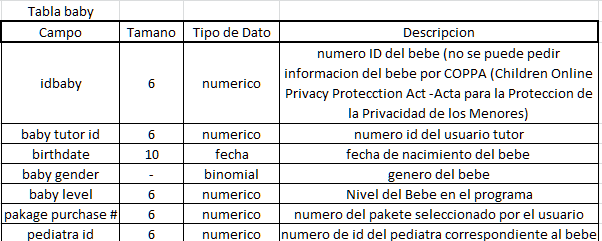 Tabla baby
Campo Tamano Tipo de Dato Descripcion
numero ID del bebe (no se puede pedir
informacion del bebe por COPPA (Children Online
idbaby 6 numerico
Privacy Protecction Act -Acta para la Proteccion de
la Privacidad de los Menores)
baby tutor id 6 numerico numero id del usuario tutor
birthdate 10 fecha fecha de nacimiento del bebe
baby gender - binomial genero del bebe
baby level 6 numerico Nivel del Bebe en el programa
pakage purchase # 6 numerico numero del pakete seleccionado por el usuario
pediatra id 6 numerico numero de id del pediatra correspondiente al bebe